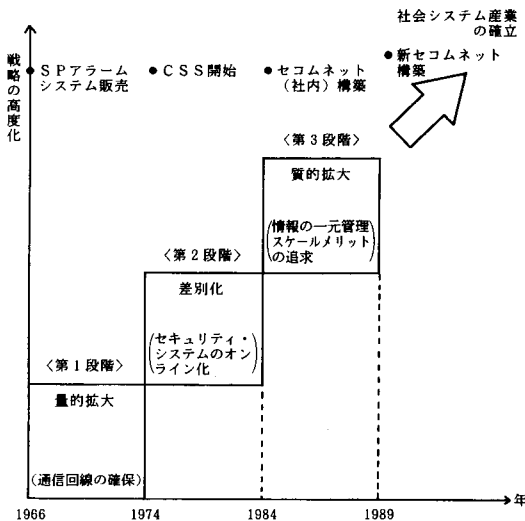 社会システム産業
の確立
戦略の高度化
●SPアラーム
システム販売
●CSS開始
●セコムネット
(社内)構築
●新セコムネット
構築
〈第3段階〉
質的拡大
(情報の一元管理
スケールメリット
の追求)
〈第2段階〉
差別化
(セキュリティ・
システムのオン
ライン化)
〈第1段階〉
量的拡大
(通信回線の確保)
1966
1974
1984
1989
年